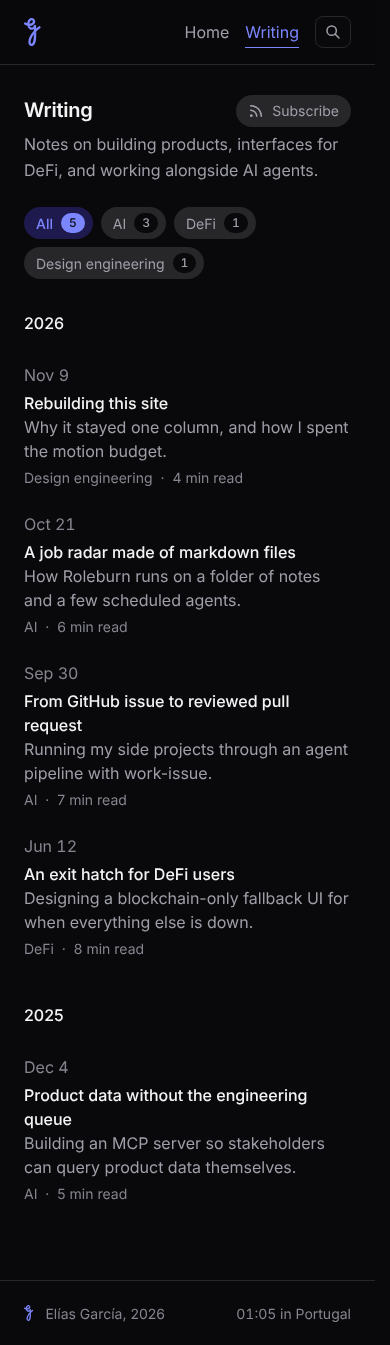 Home Writing
Writing
Subscribe
Notes on building products, interfaces for
DeFi, and working alongside AI agents.
All 5 AI 3 DeFi 1
Design engineering 1
2026
Nov 9
Rebuilding this site
Why it stayed one column, and how I spent
the motion budget.
Design engineering · 4 min read
Oct 21
A job radar made of markdown files
How Roleburn runs on a folder of notes
and a few scheduled agents.
AI · 6 min read
Sep 30
From GitHub issue to reviewed pull
request
Running my side projects through an agent
pipeline with work-issue.
AI · 7 min read
Jun 12
An exit hatch for DeFi users
Designing a blockchain-only fallback UI for
when everything else is down.
DeFi · 8 min read
2025
Dec 4
Product data without the engineering
queue
Building an MCP server so stakeholders
can query product data themselves.
AI · 5 min read
Elías García, 2026 01:05 in Portugal